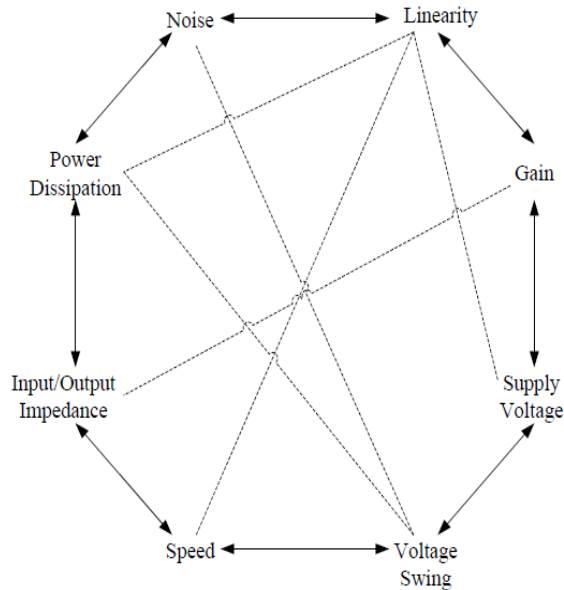 Noise
Linearity
Power
Dissipation
Gain
Input/Output
Impedance
Supply
Voltage
Speed
Voltage
Swing